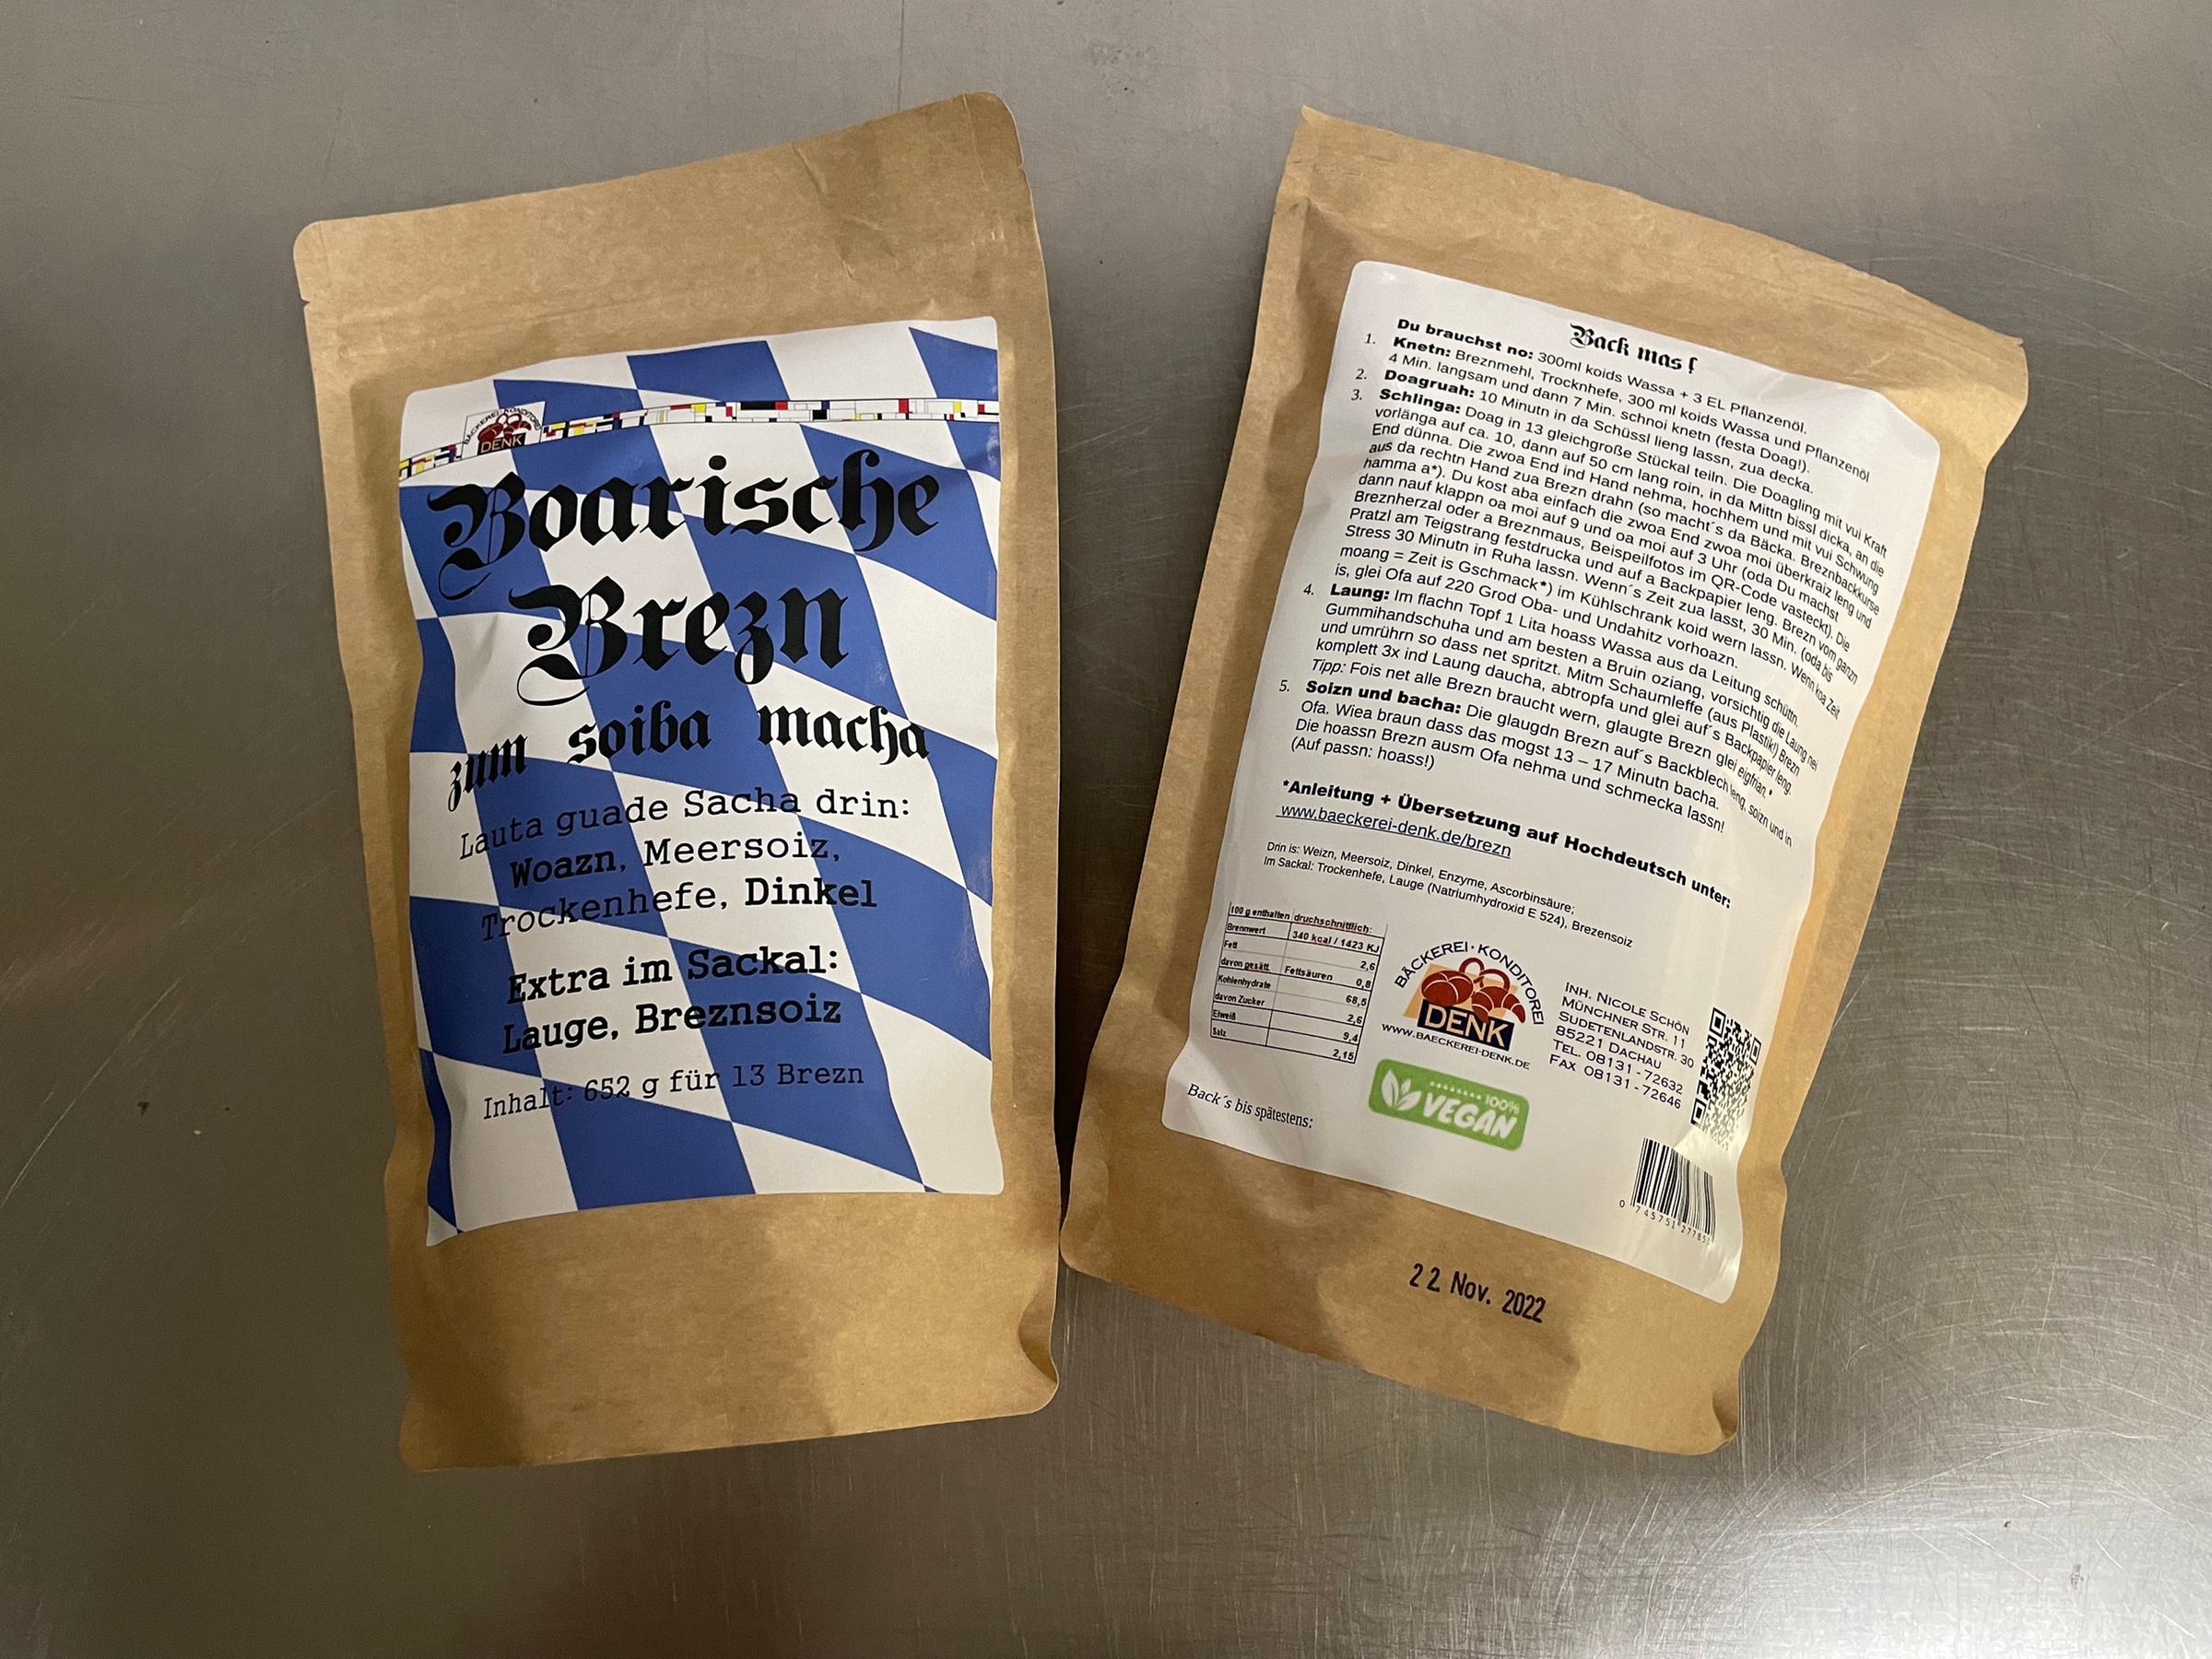 BÄCKEREI·KONDITOREI
DENK
Boarische
Brezn
zum soiba macha
Lauta guade Sacha drin:
Woazn, Meersoiz,
Trockenhefe, Dinkel
Extra im Sackal:
Lauge, Breznsoiz
Inhalt: 652 g für 13 Brezn
Back mas
Du brauchst no: 300ml koids Wassa + 3 EL Pflanzenöl.
1. Knetn: Breznmehl, Trocknhefe, 300 ml koids Wassa und Pflanzenöl
4 Min. langsam und dann 7 Min. schnoi knetn (festa Doag!).
2. Doagruah: 10 Minutn in da Schüssl lieng lassn, zua decka.
3. Schlinga: Doag in 13 gleichgroße Stückal teiln. Die Doagling mit vui Kraft
vorlänga auf ca. 10, dann auf 50 cm lang roin, in da Mittn bissl dicka, an die
End dünna. Die zwoa End ind Hand nehma, hochhem und mit vui Schwung
aus da rechtn Hand zua Brezn drahn (so macht´s da Bäcka. Breznbackkurse
hamma a*). Du kost aba einfach die zwoa End zwoa moi überkraiz leng und
dann nauf klappn oa moi auf 9 und oa moi auf 3 Uhr (oda Du machst
Breznherzal oder a Breznmaus, Beispeilfotos im QR-Code vasteckt). Die
Pratzl am Teigstrang festdrucka und auf a Backpapier leng. Brezn vom ganzn
Stress 30 Minutn in Ruha lassn. Wenn´s Zeit zua lasst, 30 Min. (oda bis
moang = Zeit is Gschmack*) im Kühlschrank koid wern lassn. Wenn koa Zeit
is, glei Ofa auf 220 Grod Oba- und Undahitz vorhoazn.
4. Laung: Im flachn Topf 1 Lita hoass Wassa aus da Leitung schüttn.
Gummihandschuha und am besten a Bruin oziang, vorsichtig die Laung nei
und umrührn so dass net spritzt. Mitm Schaumleffe (aus Plastik!) Brezn
komplett 3x ind Laung daucha, abtropfa und glei auf´s Backpapier leng.
Tipp: Fois net alle Brezn braucht wern, glaugte Brezn glei eigfrian.*
5. Soizn und bacha: Die glaugdn Brezn auf´s Backblech leng, soizn und in
Ofa. Wiea braun dass das mogst 13 – 17 Minutn bacha.
Die hoassn Brezn ausm Ofa nehma und schmecka lassn!
(Auf passn: hoass!)
*Anleitung + Übersetzung auf Hochdeutsch unter:
www.baeckerei-denk.de/brezn
Drin is: Weizn, Meersoiz, Dinkel, Enzyme, Ascorbinsäure;
Im Sackal: Trockenhefe, Lauge (Natriumhydroxid E 524), Brezensoiz
100 g enthalten druchschnittlich:
Brennwert 340 kcal / 1423 KJ
Fett 2,6
davon gesätt. Fettsäuren 0,8
Kohlenhydrate 68,5
davon Zucker 2,6
Eiweiß 9,4
Salz 2,15
BÄCKEREI·KONDITOREI
DENK
WWW.BAECKEREI-DENK.DE
INH. NICOLE SCHÖN
MÜNCHNER STR. 11
SUDETENLANDSTR. 30
85221 DACHAU
TEL. 08131 - 72632
FAX 08131 - 72646
100%
VEGAN
Back´s bis spätestens:
22. Nov. 2022